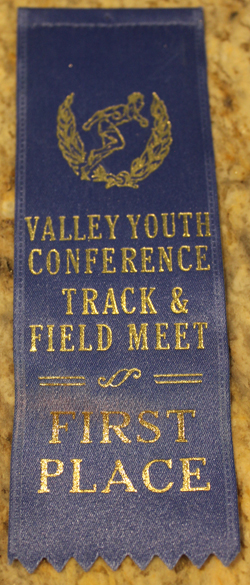 VALLEY YOUTH
CONFERENCE
TRACK &
FIELD MEET
FIRST
PLACE